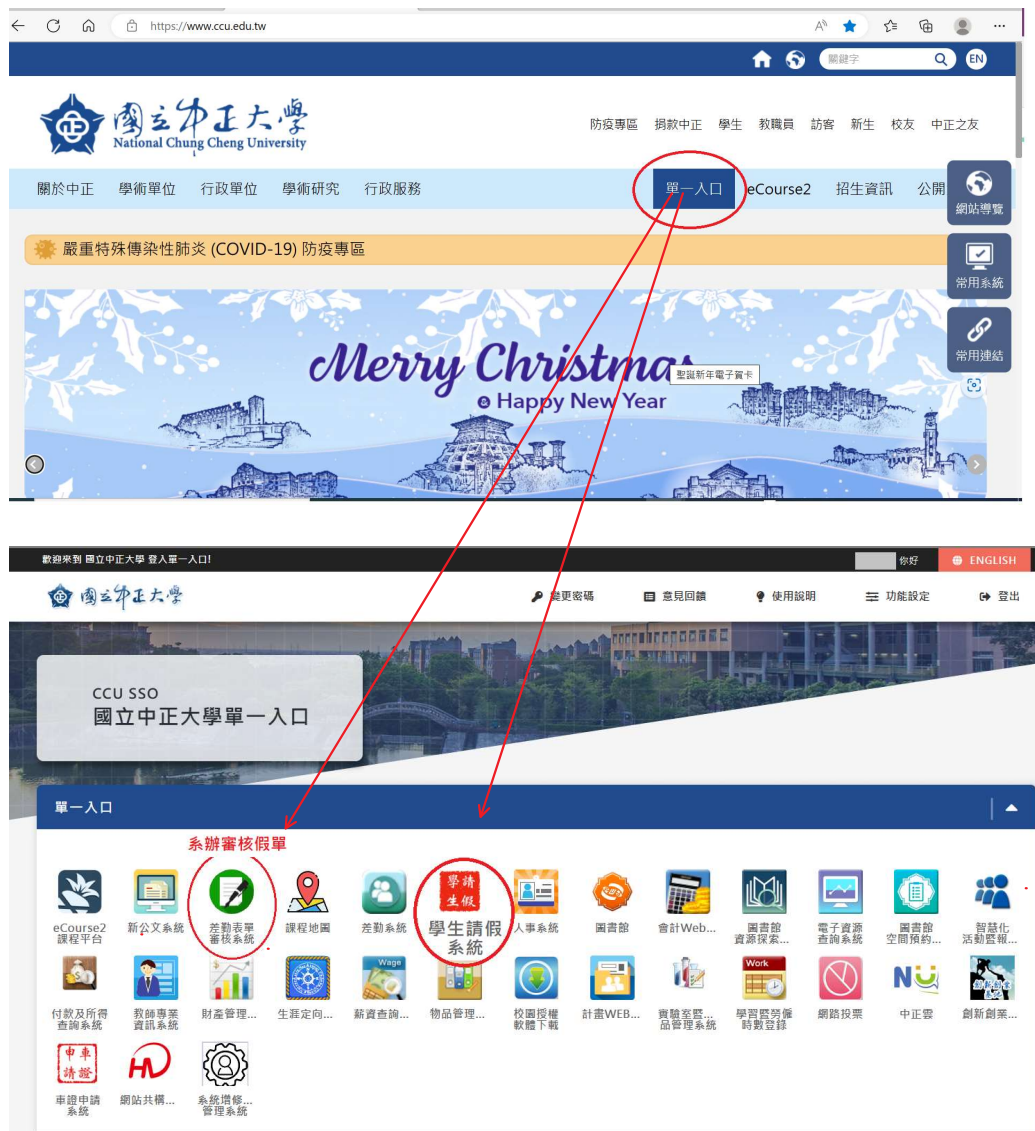 https://www.ccu.edu.tw
關鍵字
EN
國立中正大學
National Chung Cheng University
防疫專區 捐款中正 學生 教職員 訪客 新生 校友 中正之友
關於中正 學術單位 行政單位 學術研究 行政服務 單一入口 eCourse2 招生資訊 公開
網站導覽
嚴重特殊傳染性肺炎 (COVID-19) 防疫專區
常用系統
常用連結
Merry Christmas
聖誕新年電子賀卡
Happy New Year
歡迎來到 國立中正大學 登入單一入口!
你好
ENGLISH
國立中正大學
變更密碼 意見回饋 使用說明 功能設定 登出
CCU SSO
國立中正大學單一入口
單一入口
系辦審核假單
學請
生假
eCourse2 新公文系統 差勤表單 課程地圖 差勤系統 學生請假 人事系統 圖書館 會計Web... 圖書館 電子資源 圖書館 智慧化
課程平台 審核系統 系統 資源探索... 查詢系統 空間預約... 活動暨報...
Wage
Work
創新創業
付款及所得 教師專業 財產管理... 生涯定向... 薪資查詢... 物品管理... 校園授權 計畫WEB... 實驗室暨... 學習暨勞僱 網路投票 中正雲 創新創業...
查詢系統 資訊系統 軟體下載 品管理系統 時數登錄
申車
請證
車證申請 網站共構... 系統增修...
系統 管理系統